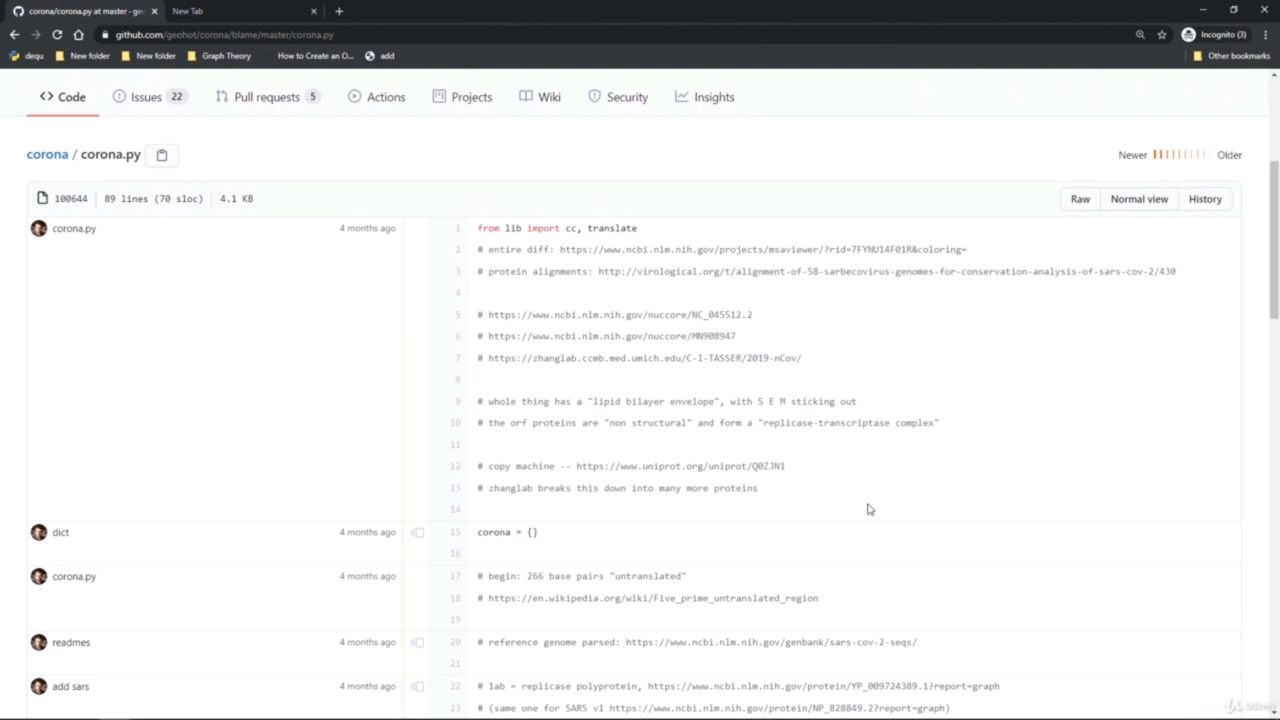 corona/corona.py at master · ge
New Tab
github.com/geohot/corona/blame/master/corona.py
Incognito (3)
dequ
New folder
New folder
Graph Theory
How to Create an O...
add
Other bookmarks
Code
Issues 22
Pull requests 5
Actions
Projects
Wiki
Security
Insights
corona / corona.py
Newer
Older
100644 89 lines (70 sloc) 4.1 KB
Raw
Normal view
History
corona.py 4 months ago
1 from lib import cc, translate
2 # entire diff: https://www.ncbi.nlm.nih.gov/projects/msaviewer/?rid=7FYNU14F01R&coloring=
3 # protein alignments: http://virological.org/t/alignment-of-58-sarbecovirus-genomes-for-conservation-analysis-of-sars-cov-2/430
4
5 # https://www.ncbi.nlm.nih.gov/nuccore/NC_045512.2
6 # https://www.ncbi.nlm.nih.gov/nuccore/MN908947
7 # https://zhanglab.ccmb.med.umich.edu/C-I-TASSER/2019-nCov/
8
9 # whole thing has a "lipid bilayer envelope", with S E M sticking out
10 # the orf proteins are "non structural" and form a "replicase-transcriptase complex"
11
12 # copy machine -- https://www.uniprot.org/uniprot/Q0ZJN1
13 # zhanglab breaks this down into many more proteins
14
dict 4 months ago
15 corona = {}
16
corona.py 4 months ago
17 # begin: 266 base pairs "untranslated"
18 # https://en.wikipedia.org/wiki/Five_prime_untranslated_region
19
readmes 4 months ago
20 # reference genome parsed: https://www.ncbi.nlm.nih.gov/genbank/sars-cov-2-seqs/
21
add sars 4 months ago
22 # 1ab = replicase polyprotein, https://www.ncbi.nlm.nih.gov/protein/YP_009724389.1?report=graph
23 # (same one for SARS v1 https://www.ncbi.nlm.nih.gov/protein/NP_828849.2?report=graph)
Udemy